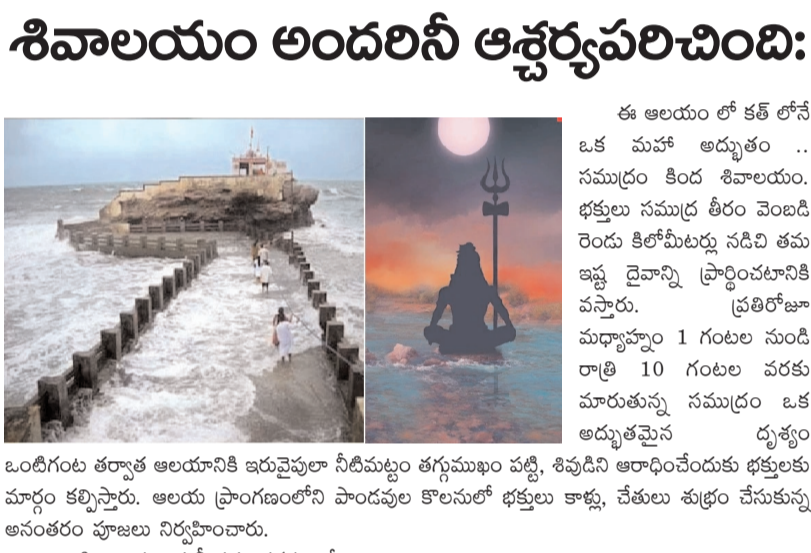 శివాలయం అందరినీ ఆశ్చర్యపరిచింది:
ఈ ఆలయం లో కత్ లోనే
ఒక మహా అద్భుతం ..
సముద్రం కింద శివాలయం.
భక్తులు సముద్ర తీరం వెంబడి
రెండు కిలోమీటర్లు నడిచి తమ
ఇష్ట దైవాన్ని ప్రార్థించటానికి
వస్తారు. ప్రతిరోజూ
మధ్యాహ్నం 1 గంటల నుండి
రాత్రి 10 గంటల వరకు
మారుతున్న సముద్రం ఒక
అద్భుతమైన దృశ్యం
ఒంటిగంట తర్వాత ఆలయానికి ఇరువైపులా నీటిమట్టం తగ్గుముఖం పట్టి, శివుడిని ఆరాధించేందుకు భక్తులకు
మార్గం కల్పిస్తారు. ఆలయ ప్రాంగణంలోని పాండవుల కొలనులో భక్తులు కాళ్లు, చేతులు శుభ్రం చేసుకున్న
అనంతరం పూజలు నిర్వహించారు.